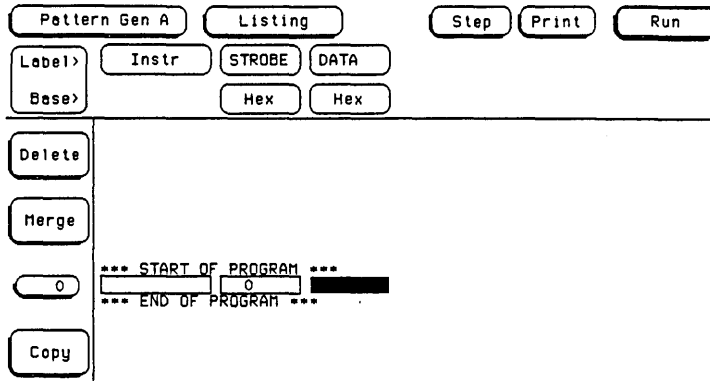 Pattern Gen A Listing Step Print Run
Label> Instr STROBE DATA
Base> Hex Hex
Delete
Merge
*** START OF PROGRAM ***
0 0
*** END OF PROGRAM ***
Copy